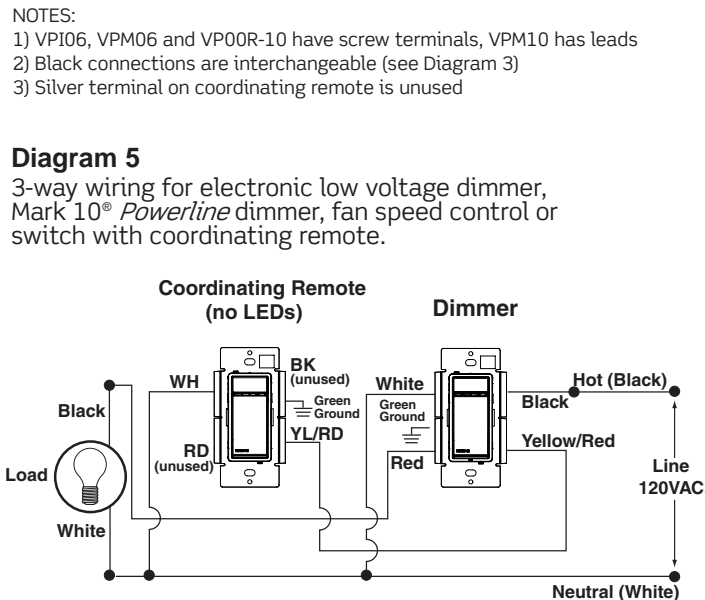 NOTES:
1) VPI06, VPM06 and VP00R-10 have screw terminals, VPM10 has leads
2) Black connections are interchangeable (see Diagram 3)
3) Silver terminal on coordinating remote is unused
Diagram 5
3-way wiring for electronic low voltage dimmer,
Mark 10® Powerline dimmer, fan speed control or
switch with coordinating remote.
Coordinating Remote
(no LEDs)
Dimmer
WH
BK
(unused)
Green
Ground
YL/RD
RD
(unused)
White
Green
Ground
Red
Hot (Black)
Black
Yellow/Red
Black
Load
White
Line
120VAC
Neutral (White)